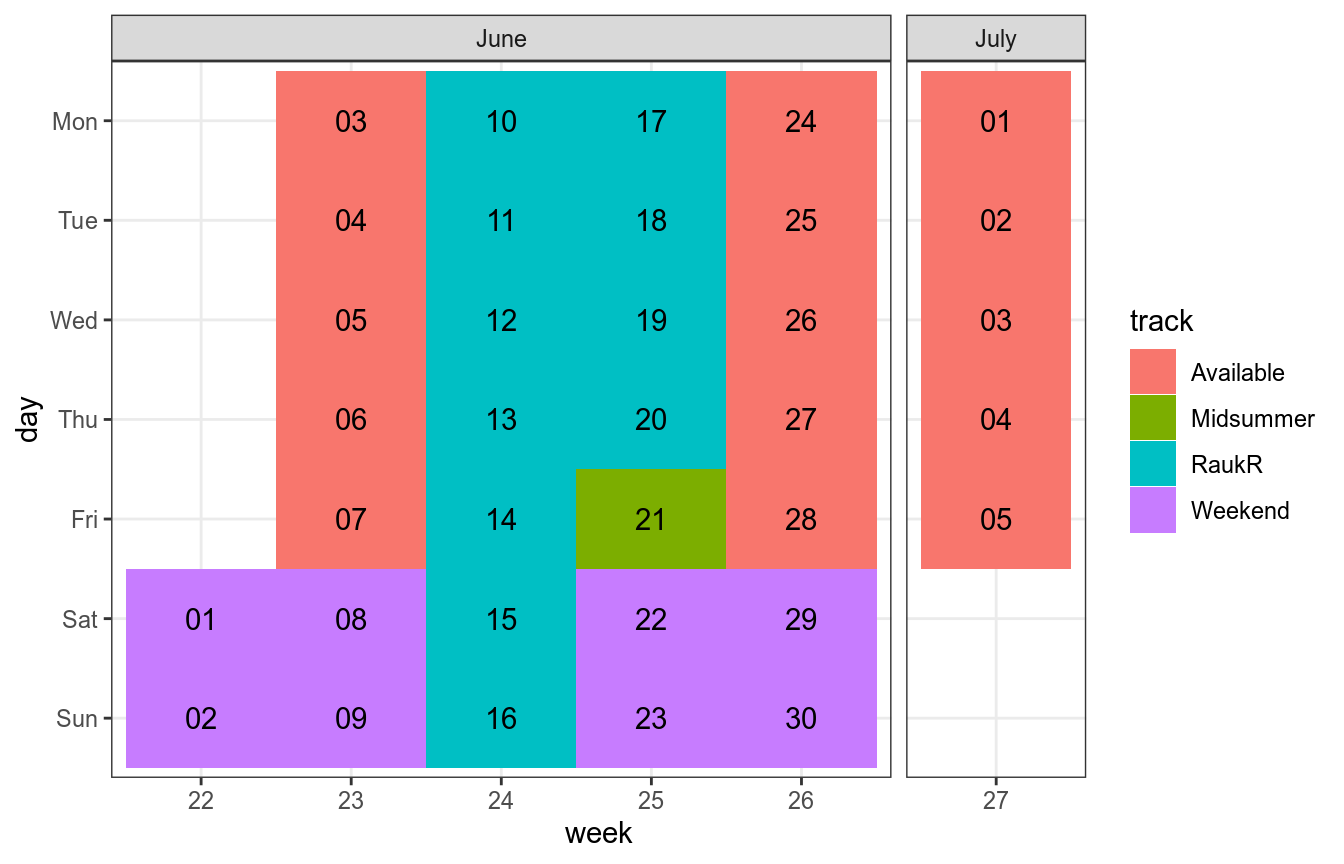 June July
Mon 03 10 17 24 01
Tue 04 11 18 25 02
Wed 05 12 19 26 03
Thu 06 13 20 27 04
Fri 07 14 21 28 05
Sat 01 08 15 22 29
Sun 02 09 16 23 30
22 23 24 25 26 27
week
day
track
Available
Midsummer
RaukR
Weekend